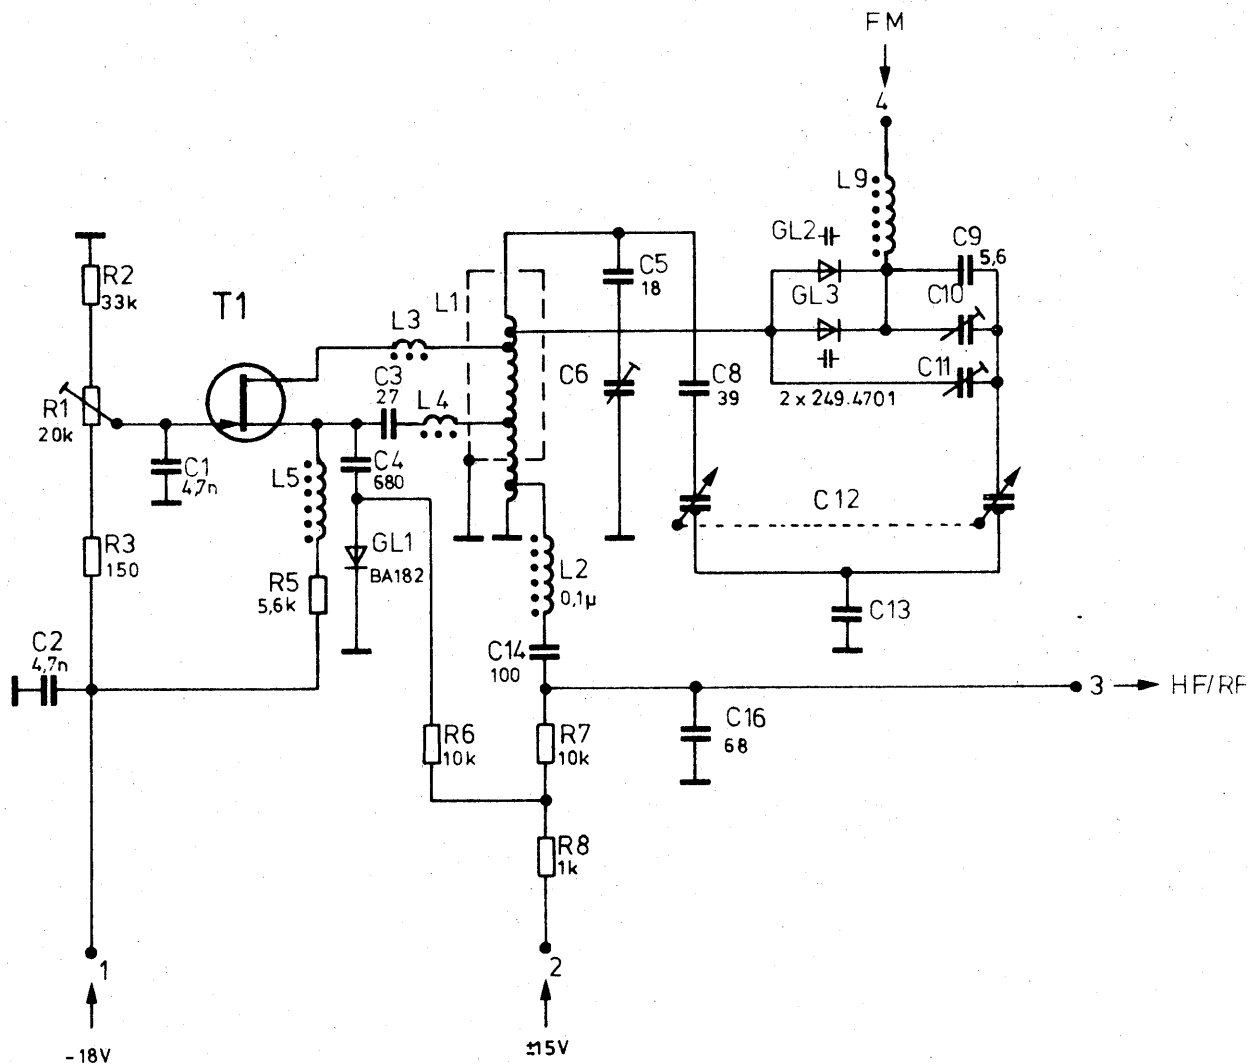 FM
4
L9
GL2
C9
5,6
R2
33k
T1
L1
L3
C5
18
GL3
C10
C3
27
L4
C6
C8
39
C11
2 x 249.4701
R1
20k
C1
4,7n
L5
C4
680
C12
R3
150
GL1
BA182
L2
0,1µ
R5
5,6k
C13
C2
4,7n
C14
100
3
HF/RF
R6
10k
R7
10k
C16
68
R8
1k
1
2
-18V
±15V